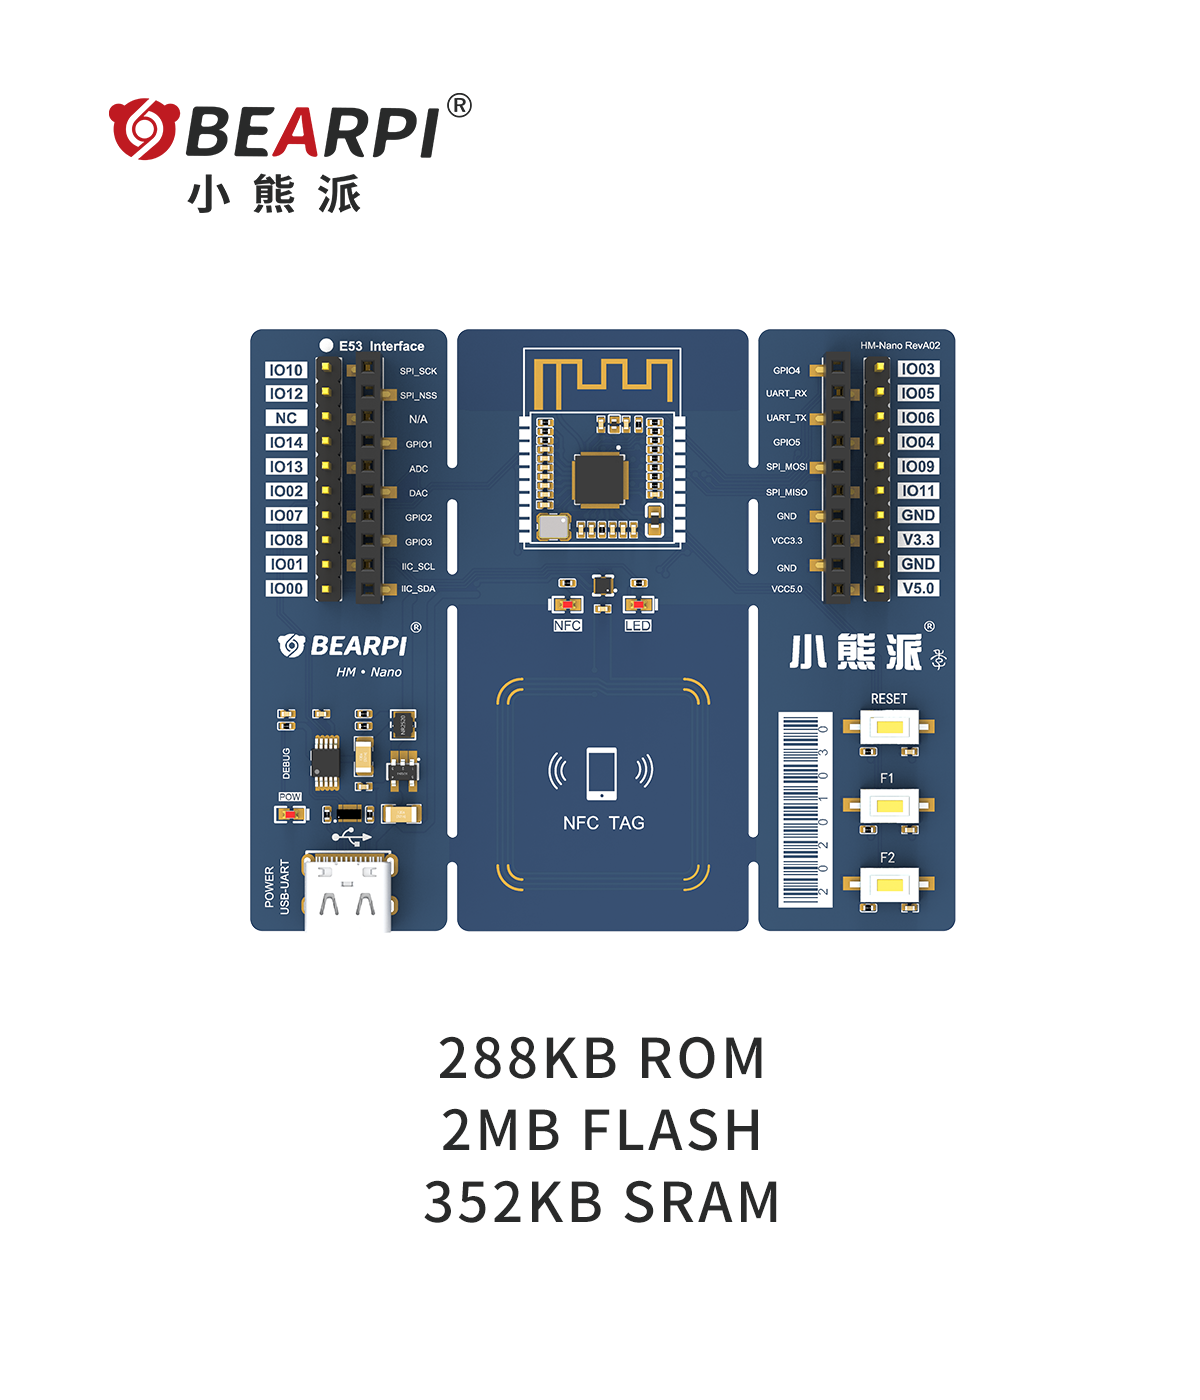 BEARPI®
小熊派
E53 Interface
IO10
IO12
NC
IO14
IO13
IO02
IO07
IO08
IO01
IO00
SPI_SCK
SPI_NSS
N/A
GPIO1
ADC
DAC
GPIO2
GPIO3
IIC_SCL
IIC_SDA
HM-Nano RevA02
GPIO4
UART_RX
UART_TX
GPIO5
SPI_MOSI
SPI_MISO
GND
VCC3.3
GND
VCC5.0
IO03
IO05
IO06
IO04
IO09
IO11
GND
V3.3
GND
V5.0
NFC
LED
BEARPI®
HM • Nano
小熊派®
DEBUG
POW
POWER
USB-UART
NFC TAG
RESET
F1
F2
20201030
288KB ROM
2MB FLASH
352KB SRAM